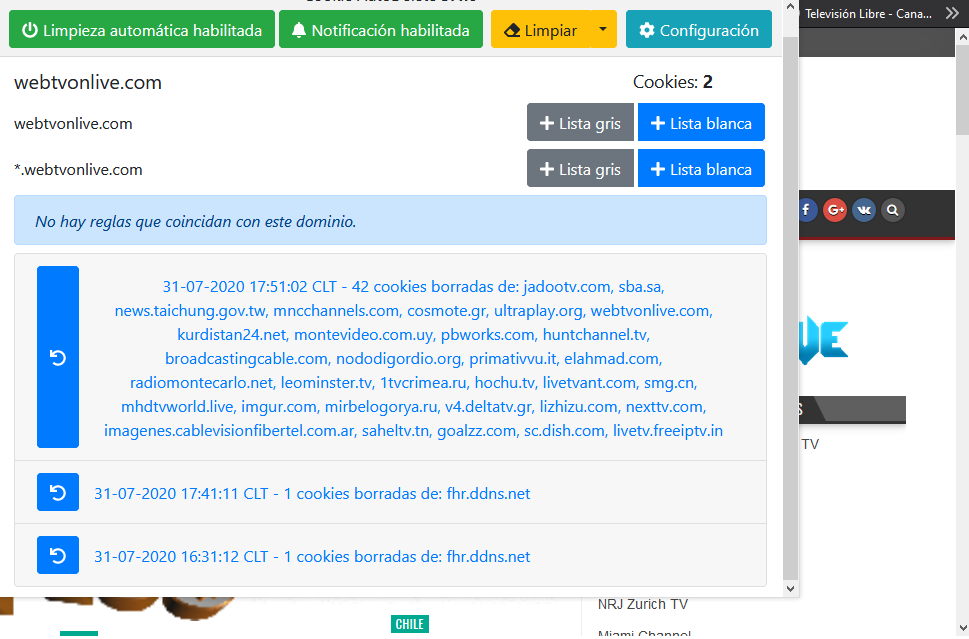 Televisión Libre - Cana...
Limpieza automática habilitada
Notificación habilitada
Limpiar
Configuración
webtvonlive.com
Cookies: 2
webtvonlive.com
Lista gris
Lista blanca
*.webtvonlive.com
Lista gris
Lista blanca
No hay reglas que coincidan con este dominio.
31-07-2020 17:51:02 CLT - 42 cookies borradas de: jadootv.com, sba.sa,
news.taichung.gov.tw, mncchannels.com, cosmote.gr, ultraplay.org, webtvonlive.com,
kurdistan24.net, montevideo.com.uy, pbworks.com, huntchannel.tv,
broadcastingcable.com, nododigordio.org, primativvu.it, elahmad.com,
radiomontecarlo.net, leominster.tv, 1tvcrimea.ru, hochu.tv, livetvant.com, smg.cn,
mhdtvworld.live, imgur.com, mirbelogorya.ru, v4.deltatv.gr, lizhizu.com, nexttv.com,
imagenes.cablevisionfibertel.com.ar, saheltv.tn, goalzz.com, sc.dish.com, livetv.freeiptv.in
31-07-2020 17:41:11 CLT - 1 cookies borradas de: fhr.ddns.net
31-07-2020 16:31:12 CLT - 1 cookies borradas de: fhr.ddns.net
TV
NRJ Zurich TV
CHILE
Miami Channel